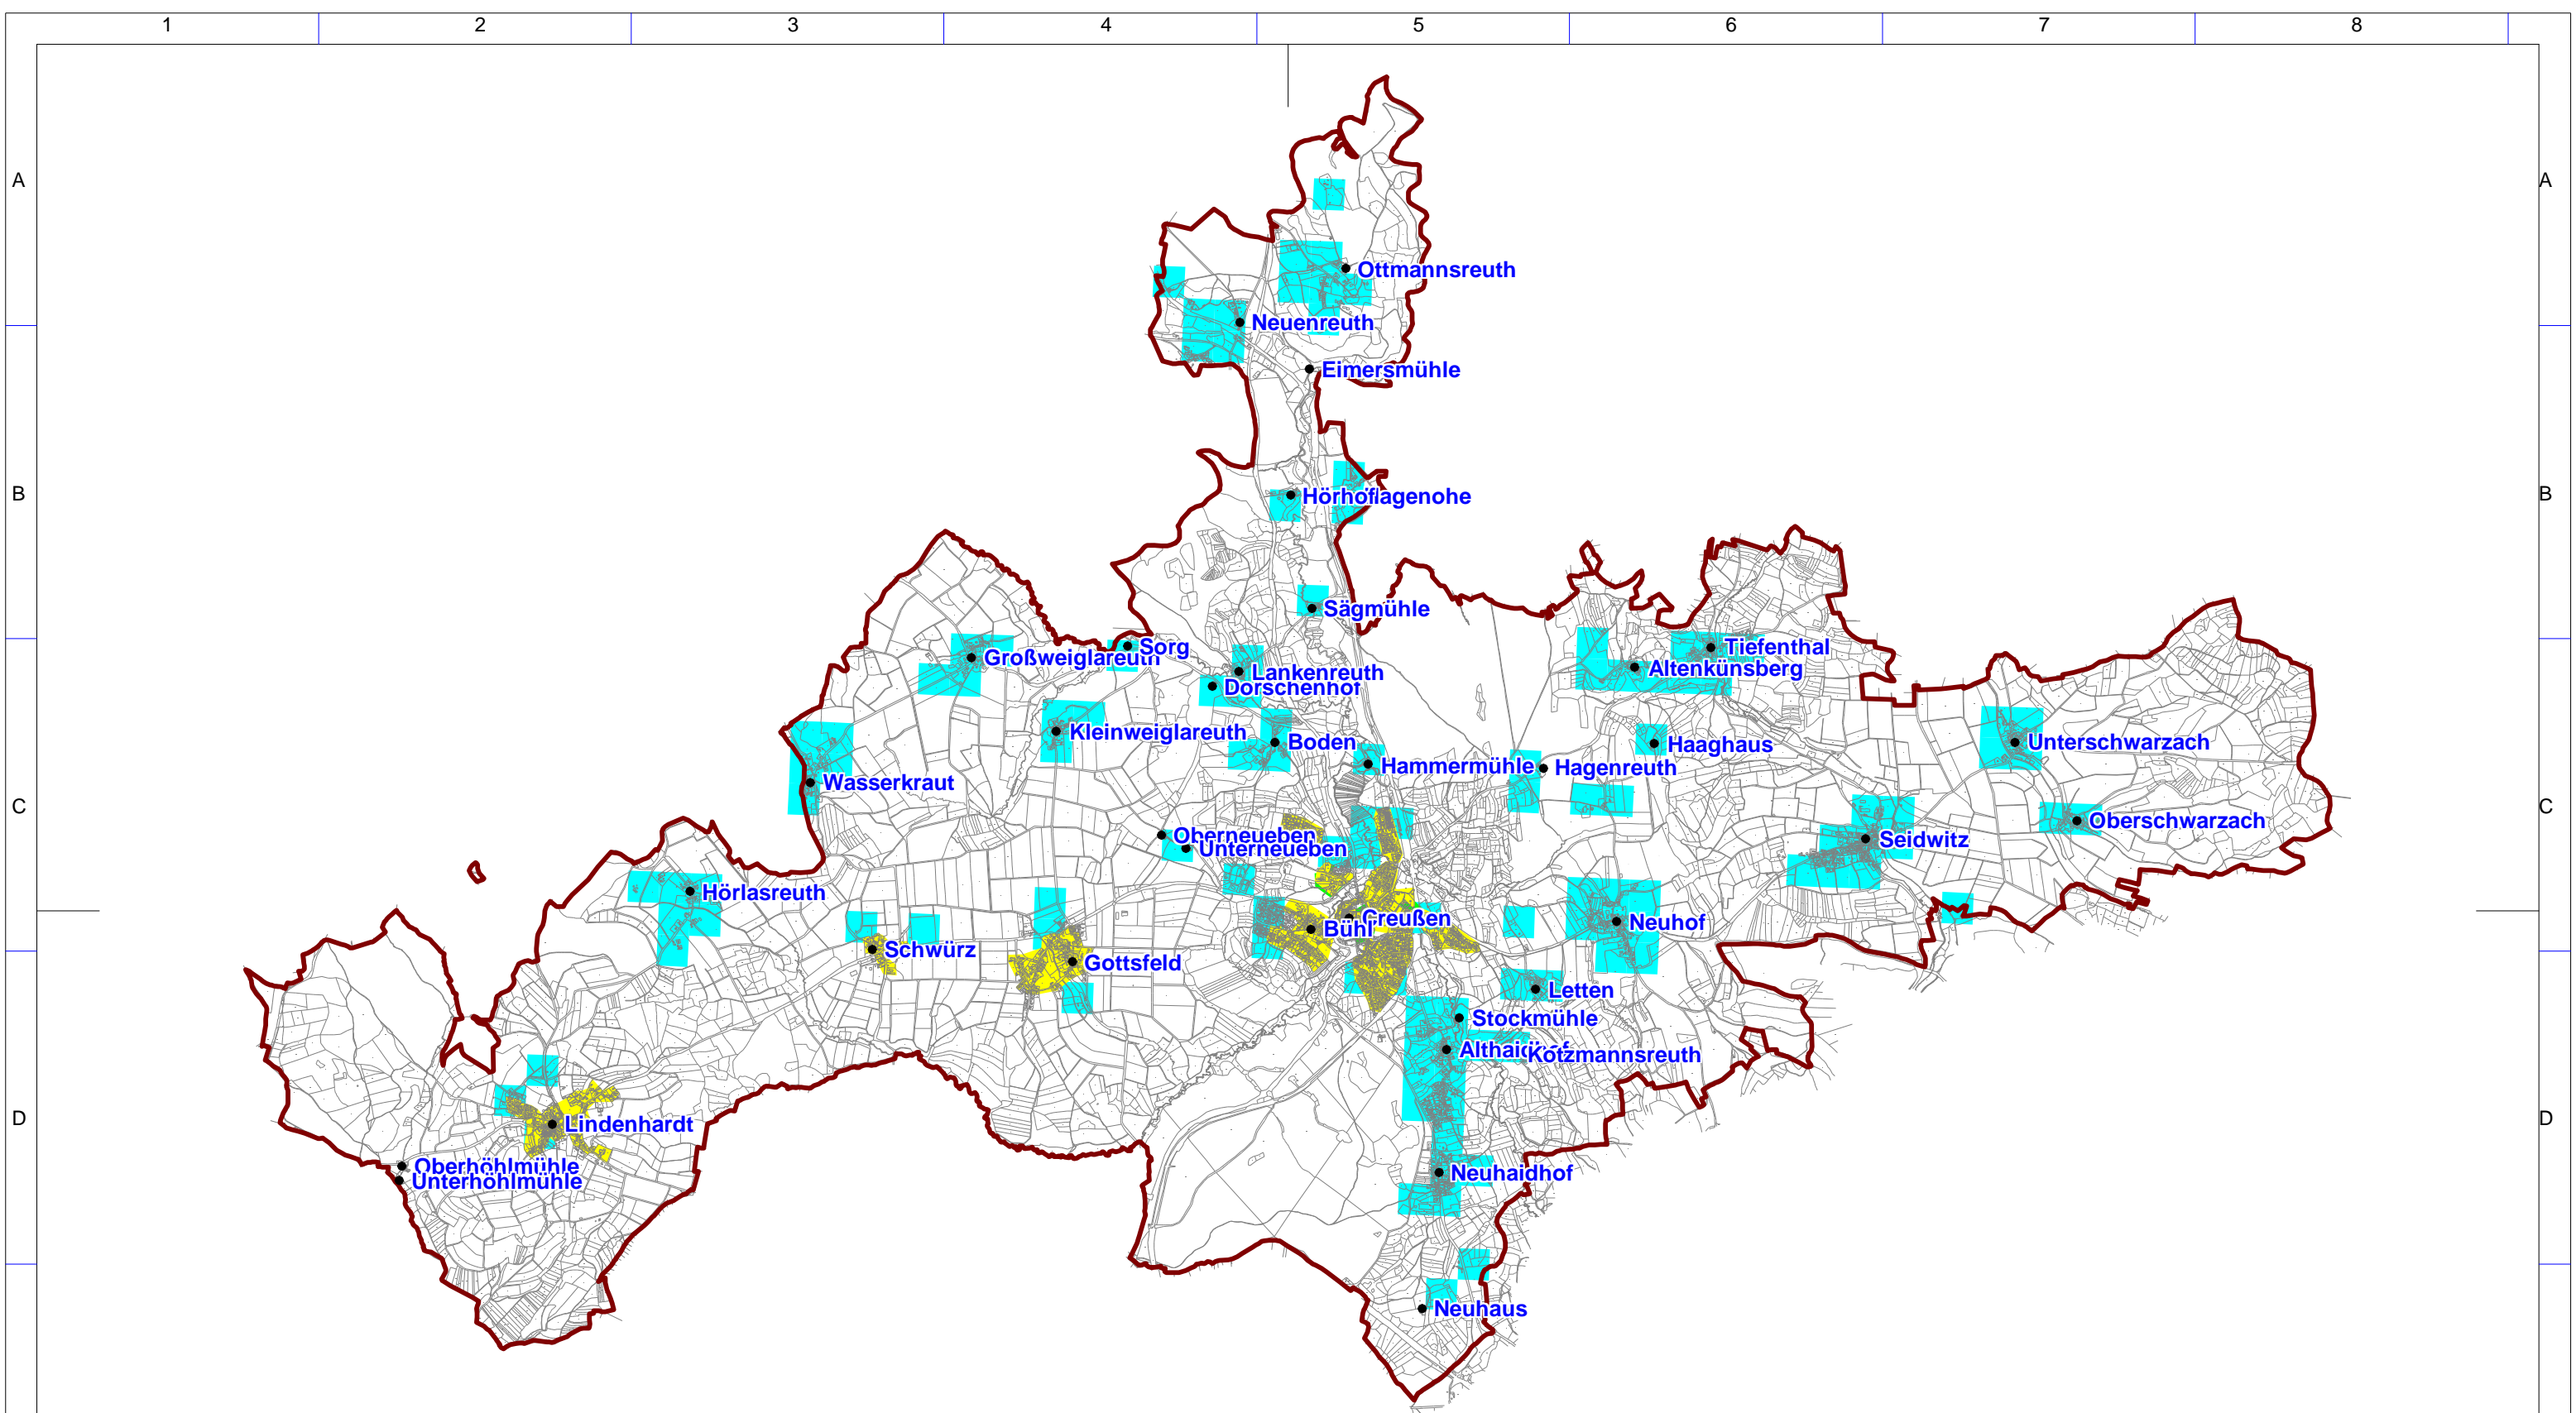 1 2 3 4 5 6 7 8
A A
Ottmannsreuth
Neuenreuth
Eimersmühle
B B
Hörhof
Sägmühle
Sorg
Tiefenthal
Großweiglareuth
Altenkünsberg
Lankenreuth
Dorschenhof
Kleinweiglareuth
Boden
Haaghaus
Unterschwarzach
Hammermühle
Hagenreuth
Wasserkraut
C C
Oberschwarzach
Oberneueben
Seidwitz
Unterneueben
Hörlasreuth
Creußen
Neuhof
Bühl
Schwürz
Gottsfeld
Letten
Stockmühle
Althaidhof
Kotzmannsreuth
D D
Lindenhardt
Oberhöhlmühle
Neuhaidhof
Unterhöhlmühle
Neuhaus